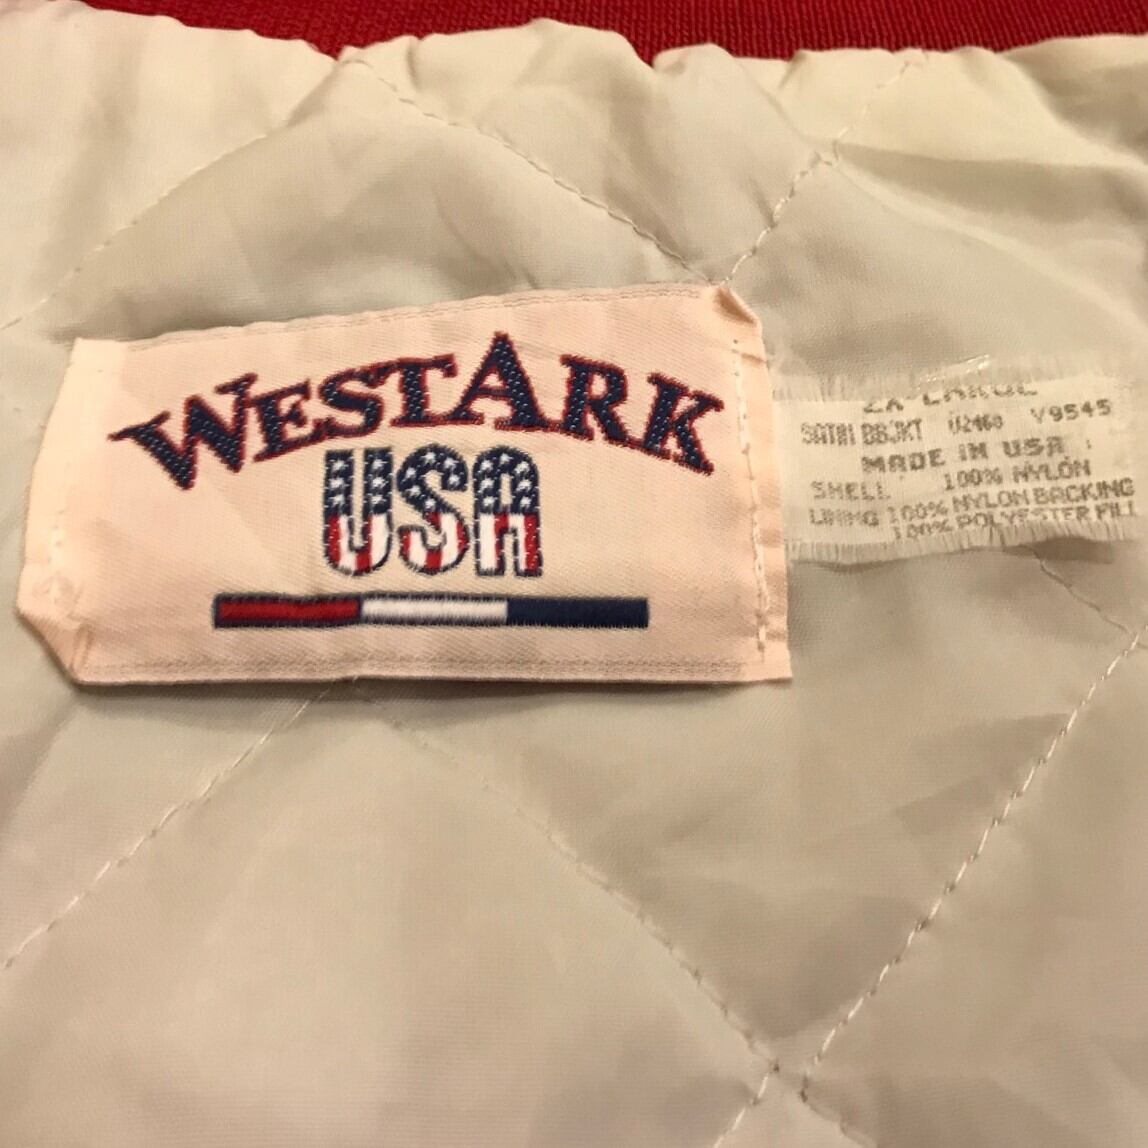 WESTARK
USA
2X-LARGE
SATIN BBJKT V2460 V9545
MADE IN USA
SHELL 100% NYLON
LINING 100% NYLON BACKING
100% POLYESTER FILL